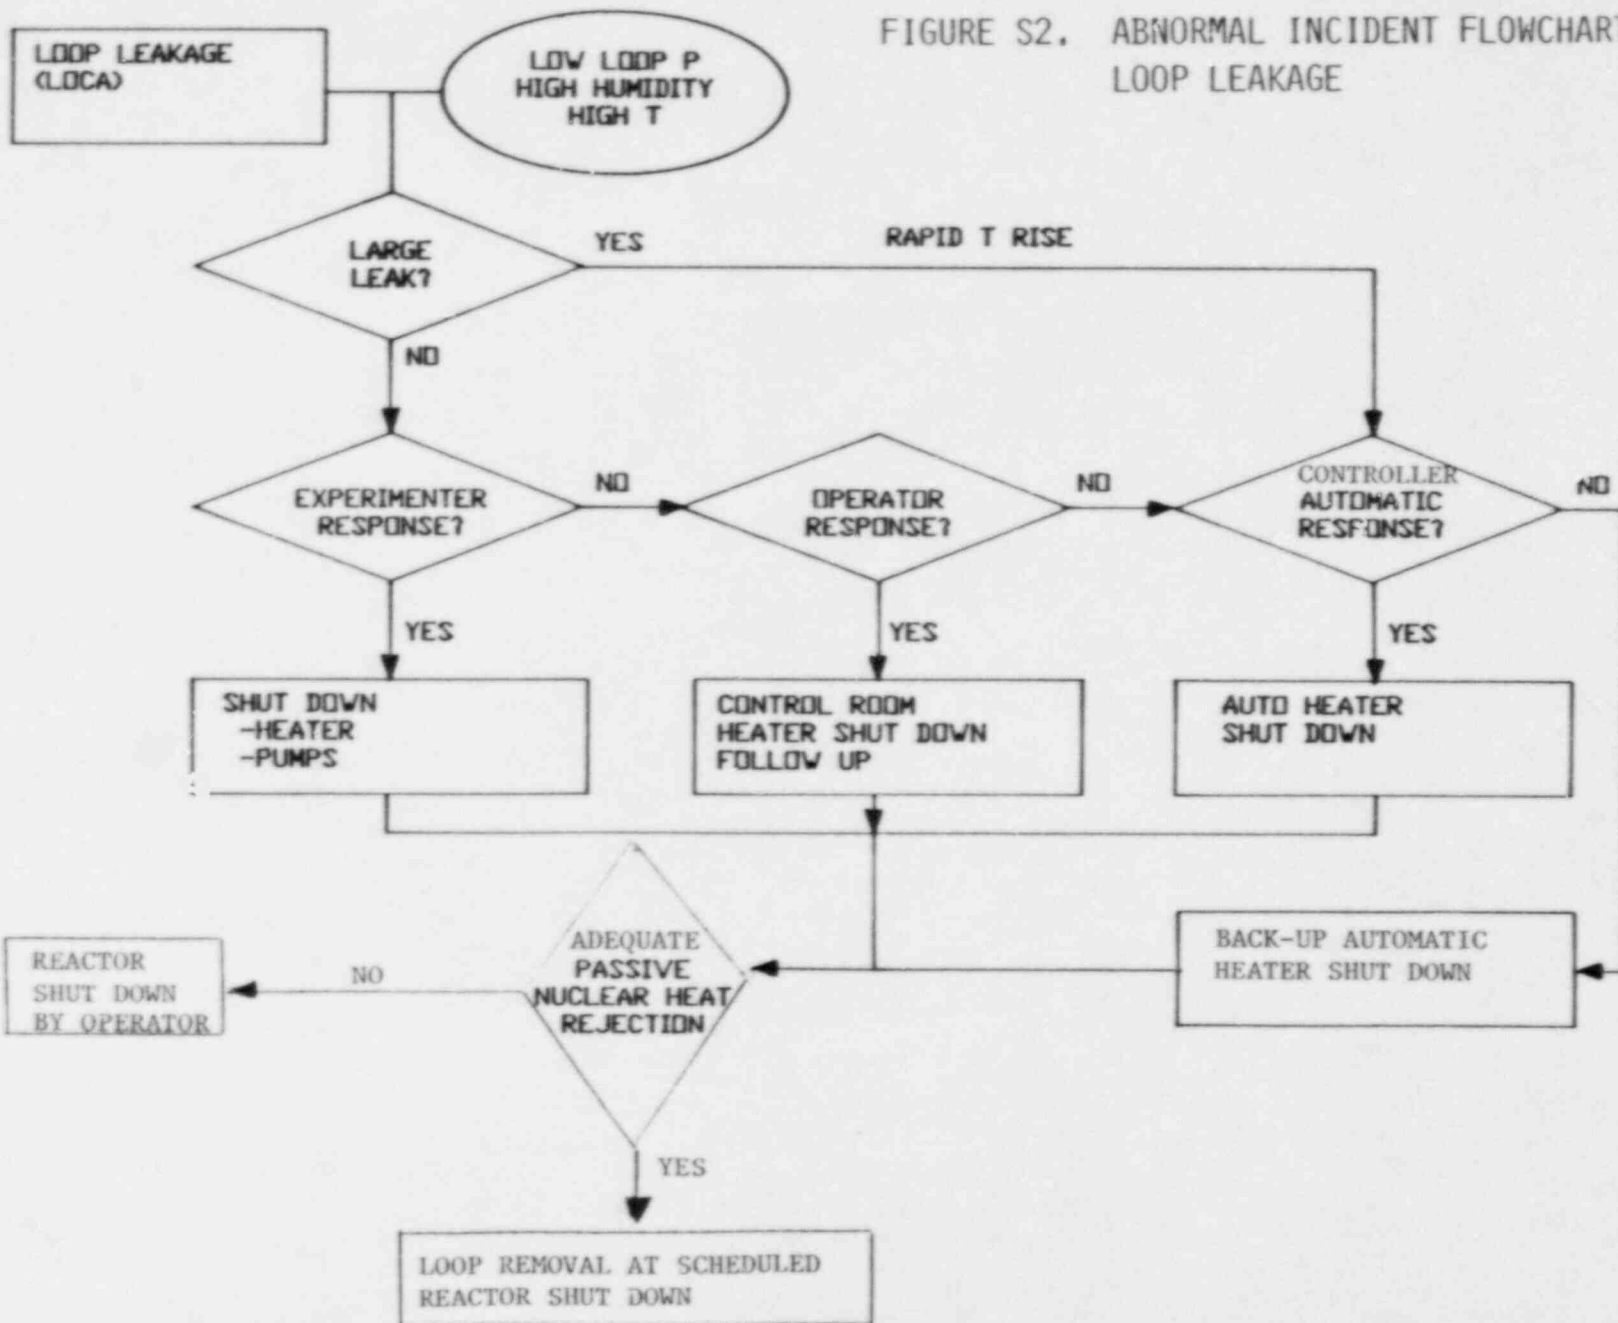 FIGURE S2. ABNORMAL INCIDENT FLOWCHART
LOOP LEAKAGE
LOOP LEAKAGE
(LOCA)
LOW LOOP P
HIGH HUMIDITY
HIGH T
LARGE
LEAK?
YES
RAPID T RISE
NO
EXPERIMENTER
RESPONSE?
NO
OPERATOR
RESPONSE?
NO
CONTROLLER
AUTOMATIC
RESPONSE?
NO
YES
YES
YES
SHUT DOWN
-HEATER
-PUMPS
CONTROL ROOM
HEATER SHUT DOWN
FOLLOW UP
AUTO HEATER
SHUT DOWN
REACTOR
SHUT DOWN
BY OPERATOR
NO
ADEQUATE
PASSIVE
NUCLEAR HEAT
REJECTION
BACK-UP AUTOMATIC
HEATER SHUT DOWN
YES
LOOP REMOVAL AT SCHEDULED
REACTOR SHUT DOWN